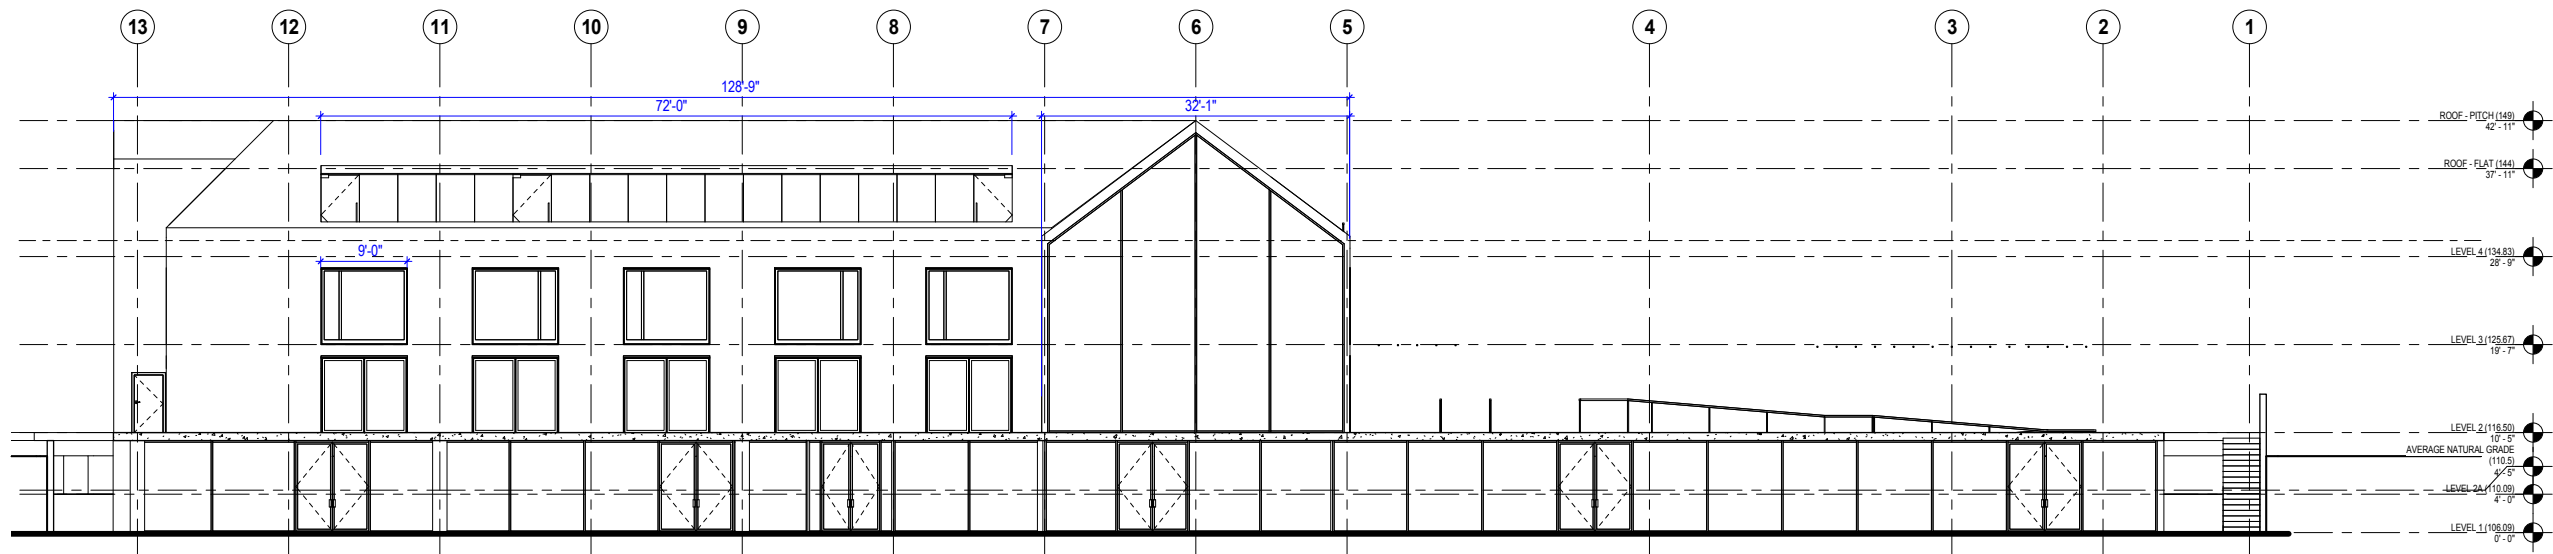 13 12 11 10 9 8 7 6 5 4 3 2 1
128'-9"
72'-0" 32'-1"
ROOF - PITCH (149)
42' - 11"
ROOF - FLAT (144)
37' - 11"
9'-0"
LEVEL 4 (134.83)
28' - 9"
LEVEL 3 (125.67)
19' - 7"
LEVEL 2 (116.50)
10' - 5"
AVERAGE NATURAL GRADE
(110.5)
4' - 5"
LEVEL 2A (110.09)
4' - 0"
LEVEL 1 (106.09)
0' - 0"